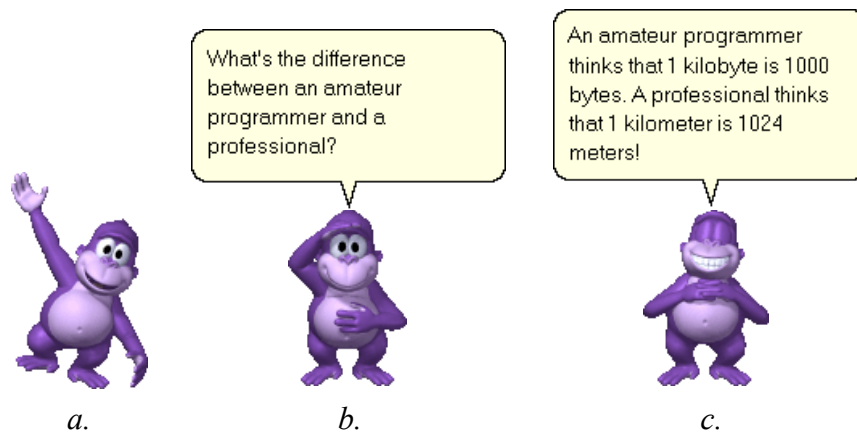 What's the difference
between an amateur
programmer and a
professional?
An amateur programmer
thinks that 1 kilobyte is 1000
bytes. A professional thinks
that 1 kilometer is 1024
meters!
a.
b.
c.